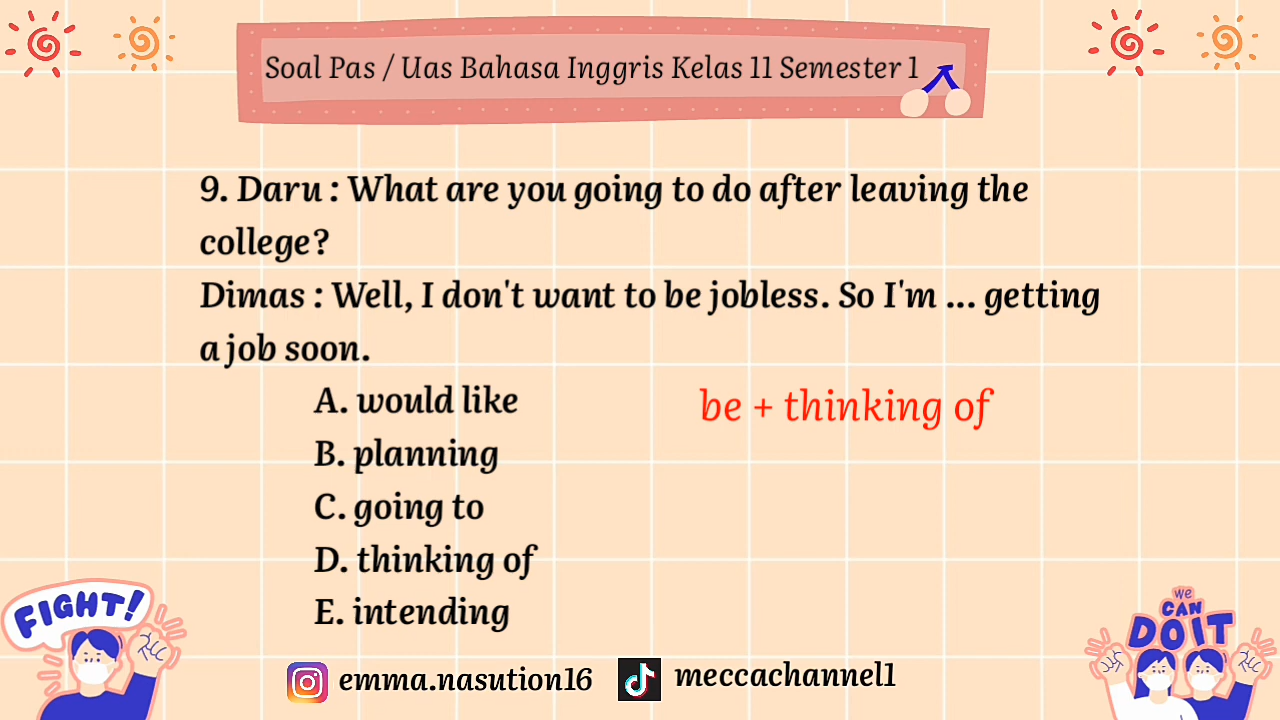 Soal Pas / Uas Bahasa Inggris Kelas 11 Semester 1
9. Daru : What are you going to do after leaving the
college?
Dimas : Well, I don't want to be jobless. So I'm ... getting
a job soon.
A. would like
be + thinking of
B. planning
C. going to
D. thinking of
E. intending
FIGHT!
we
CAN
DO IT
emma.nasution16
meccachannel1